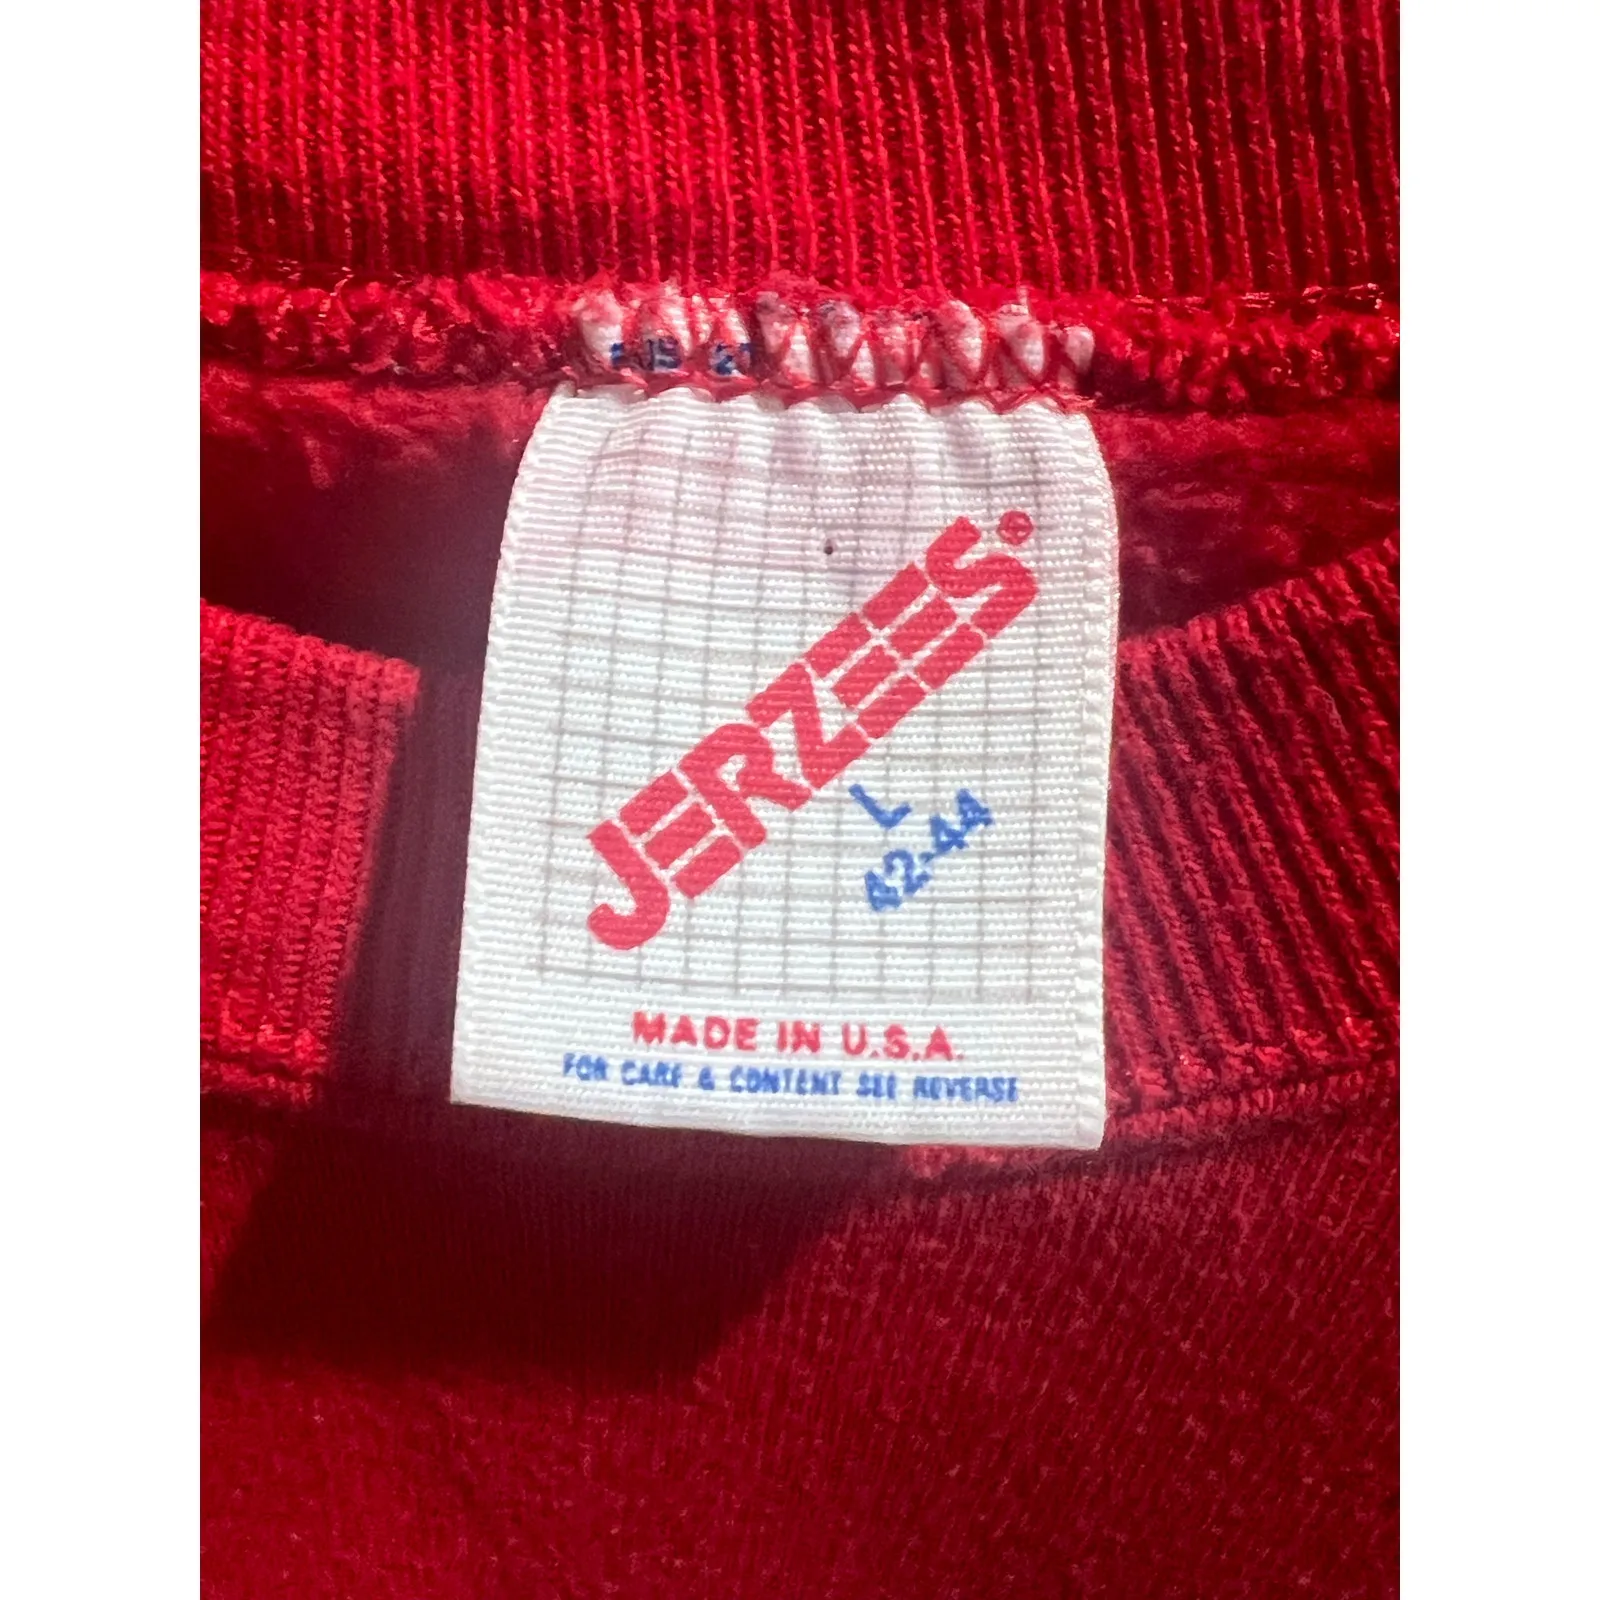 JERZEES®
L
42-44
MADE IN U.S.A.
FOR CARE & CONTENT SEE REVERSE